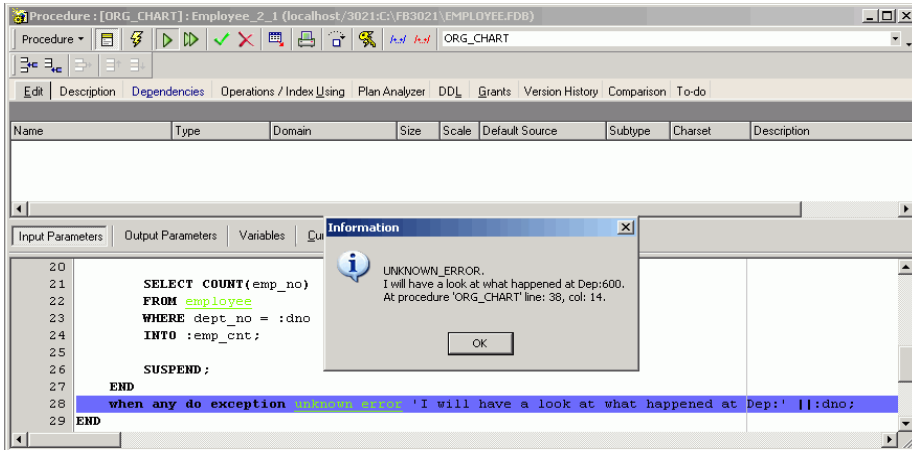 Procedure : [ORG_CHART] : Employee_2_1 (localhost/3021:C:\FB3021\EMPLOYEE.FDB)
Procedure ORG_CHART
Edit Description Dependencies Operations / Index Using Plan Analyzer DDL Grants Version History Comparison To-do
Name Type Domain Size Scale Default Source Subtype Charset Description
Input Parameters Output Parameters Variables
Information
UNKNOWN_ERROR.
I will have a look at what happened at Dep:600.
At procedure 'ORG_CHART' line: 38, col: 14.
OK
20
21 SELECT COUNT(emp_no)
22 FROM employee
23 WHERE dept_no = :dno
24 INTO :emp_cnt;
25
26 SUSPEND;
27 END
28 when any do exception unknown_error 'I will have a look at what happened at Dep:' ||:dno;
29 END